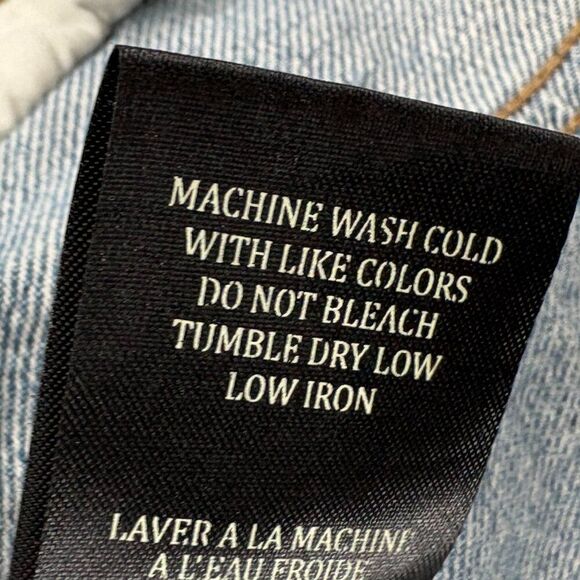 MACHINE WASH COLD
WITH LIKE COLORS
DO NOT BLEACH
TUMBLE DRY LOW
LOW IRON
LAVER A LA MACHINE
A L'EAU FROIDE